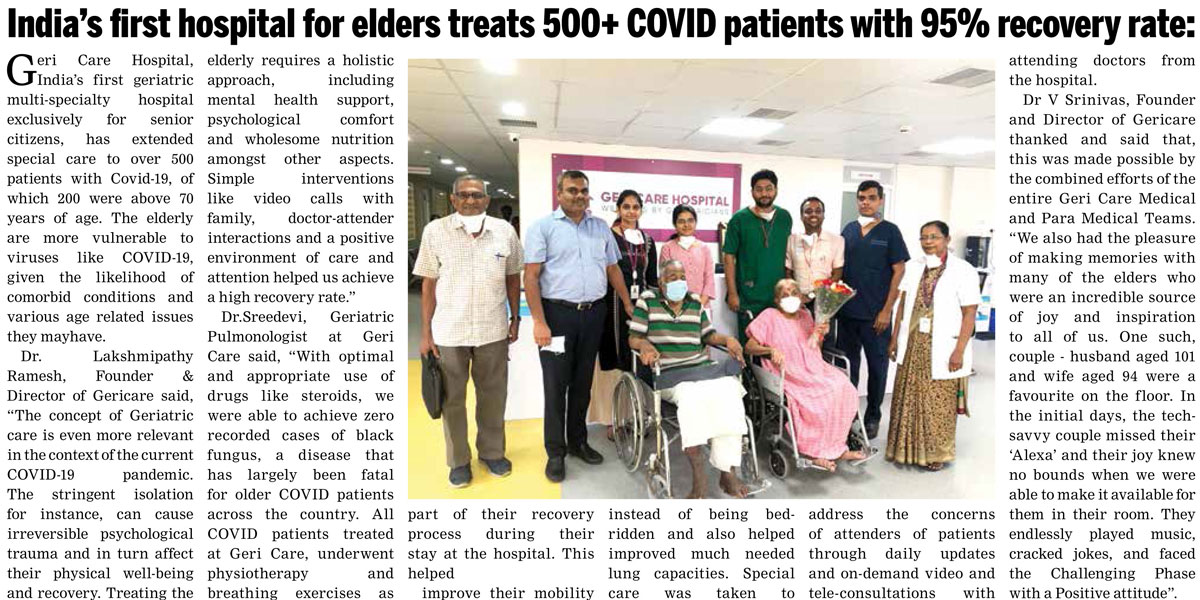 India's first hospital for elders treats 500+ COVID patients with 95% recovery rate:
Geri Care Hospital,
India's first geriatric
multi-specialty hospital
exclusively for senior
citizens, has extended
special care to over 500
patients with Covid-19, of
which 200 were above 70
years of age. The elderly
are more vulnerable to
viruses like COVID-19,
given the likelihood of
comorbid conditions and
various age related issues
they mayhave.
Dr. Lakshmipathy
Ramesh, Founder &
Director of Gericare said,
“The concept of Geriatric
care is even more relevant
in the context of the current
COVID-19 pandemic.
The stringent isolation
for instance, can cause
irreversible psychological
trauma and in turn affect
their physical well-being
and recovery. Treating the
elderly requires a holistic
approach, including
mental health support,
psychological comfort
and wholesome nutrition
amongst other aspects.
Simple interventions
like video calls with
family, doctor-attender
interactions and a positive
environment of care and
attention helped us achieve
a high recovery rate.”
Dr.Sreedevi, Geriatric
Pulmonologist at Geri
Care said, “With optimal
and appropriate use of
drugs like steroids, we
were able to achieve zero
recorded cases of black
fungus, a disease that
has largely been fatal
for older COVID patients
across the country. All
COVID patients treated
at Geri Care, underwent
physiotherapy and
breathing exercises as
GERI CARE HOSPITAL
part of their recovery
process during their
stay at the hospital. This
helped
improve their mobility
instead of being bed-
ridden and also helped
improved much needed
lung capacities. Special
care was taken to
address the concerns
of attenders of patients
through daily updates
and on-demand video and
tele-consultations with
attending doctors from
the hospital.
Dr V Srinivas, Founder
and Director of Gericare
thanked and said that,
this was made possible by
the combined efforts of the
entire Geri Care Medical
and Para Medical Teams.
“We also had the pleasure
of making memories with
many of the elders who
were an incredible source
of joy and inspiration
to all of us. One such,
couple - husband aged 101
and wife aged 94 were a
favourite on the floor. In
the initial days, the tech-
savvy couple missed their
‘Alexa’ and their joy knew
no bounds when we were
able to make it available for
them in their room. They
endlessly played music,
cracked jokes, and faced
the Challenging Phase
with a Positive attitude”.